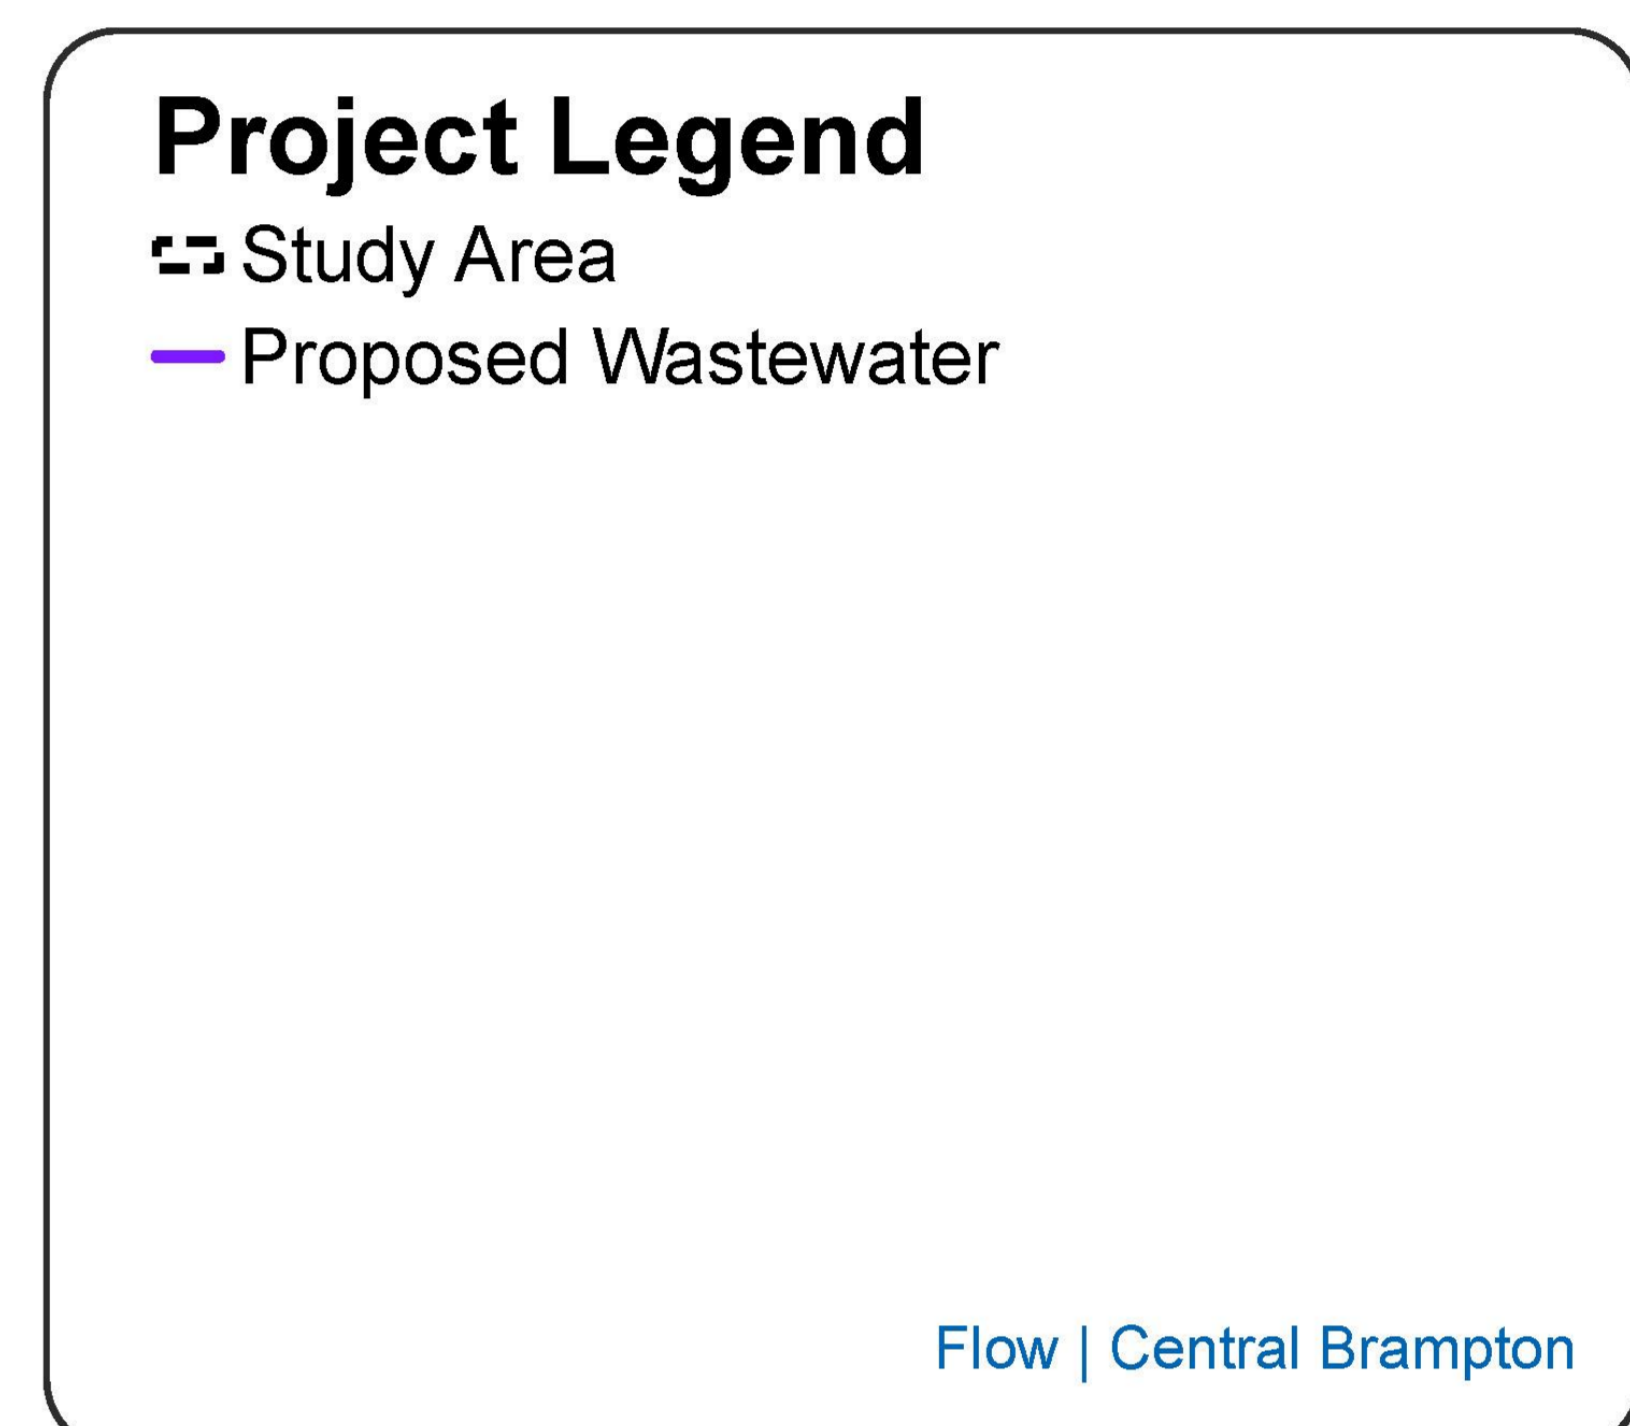 Project Legend
Study Area
Proposed Wastewater
Flow | Central Brampton